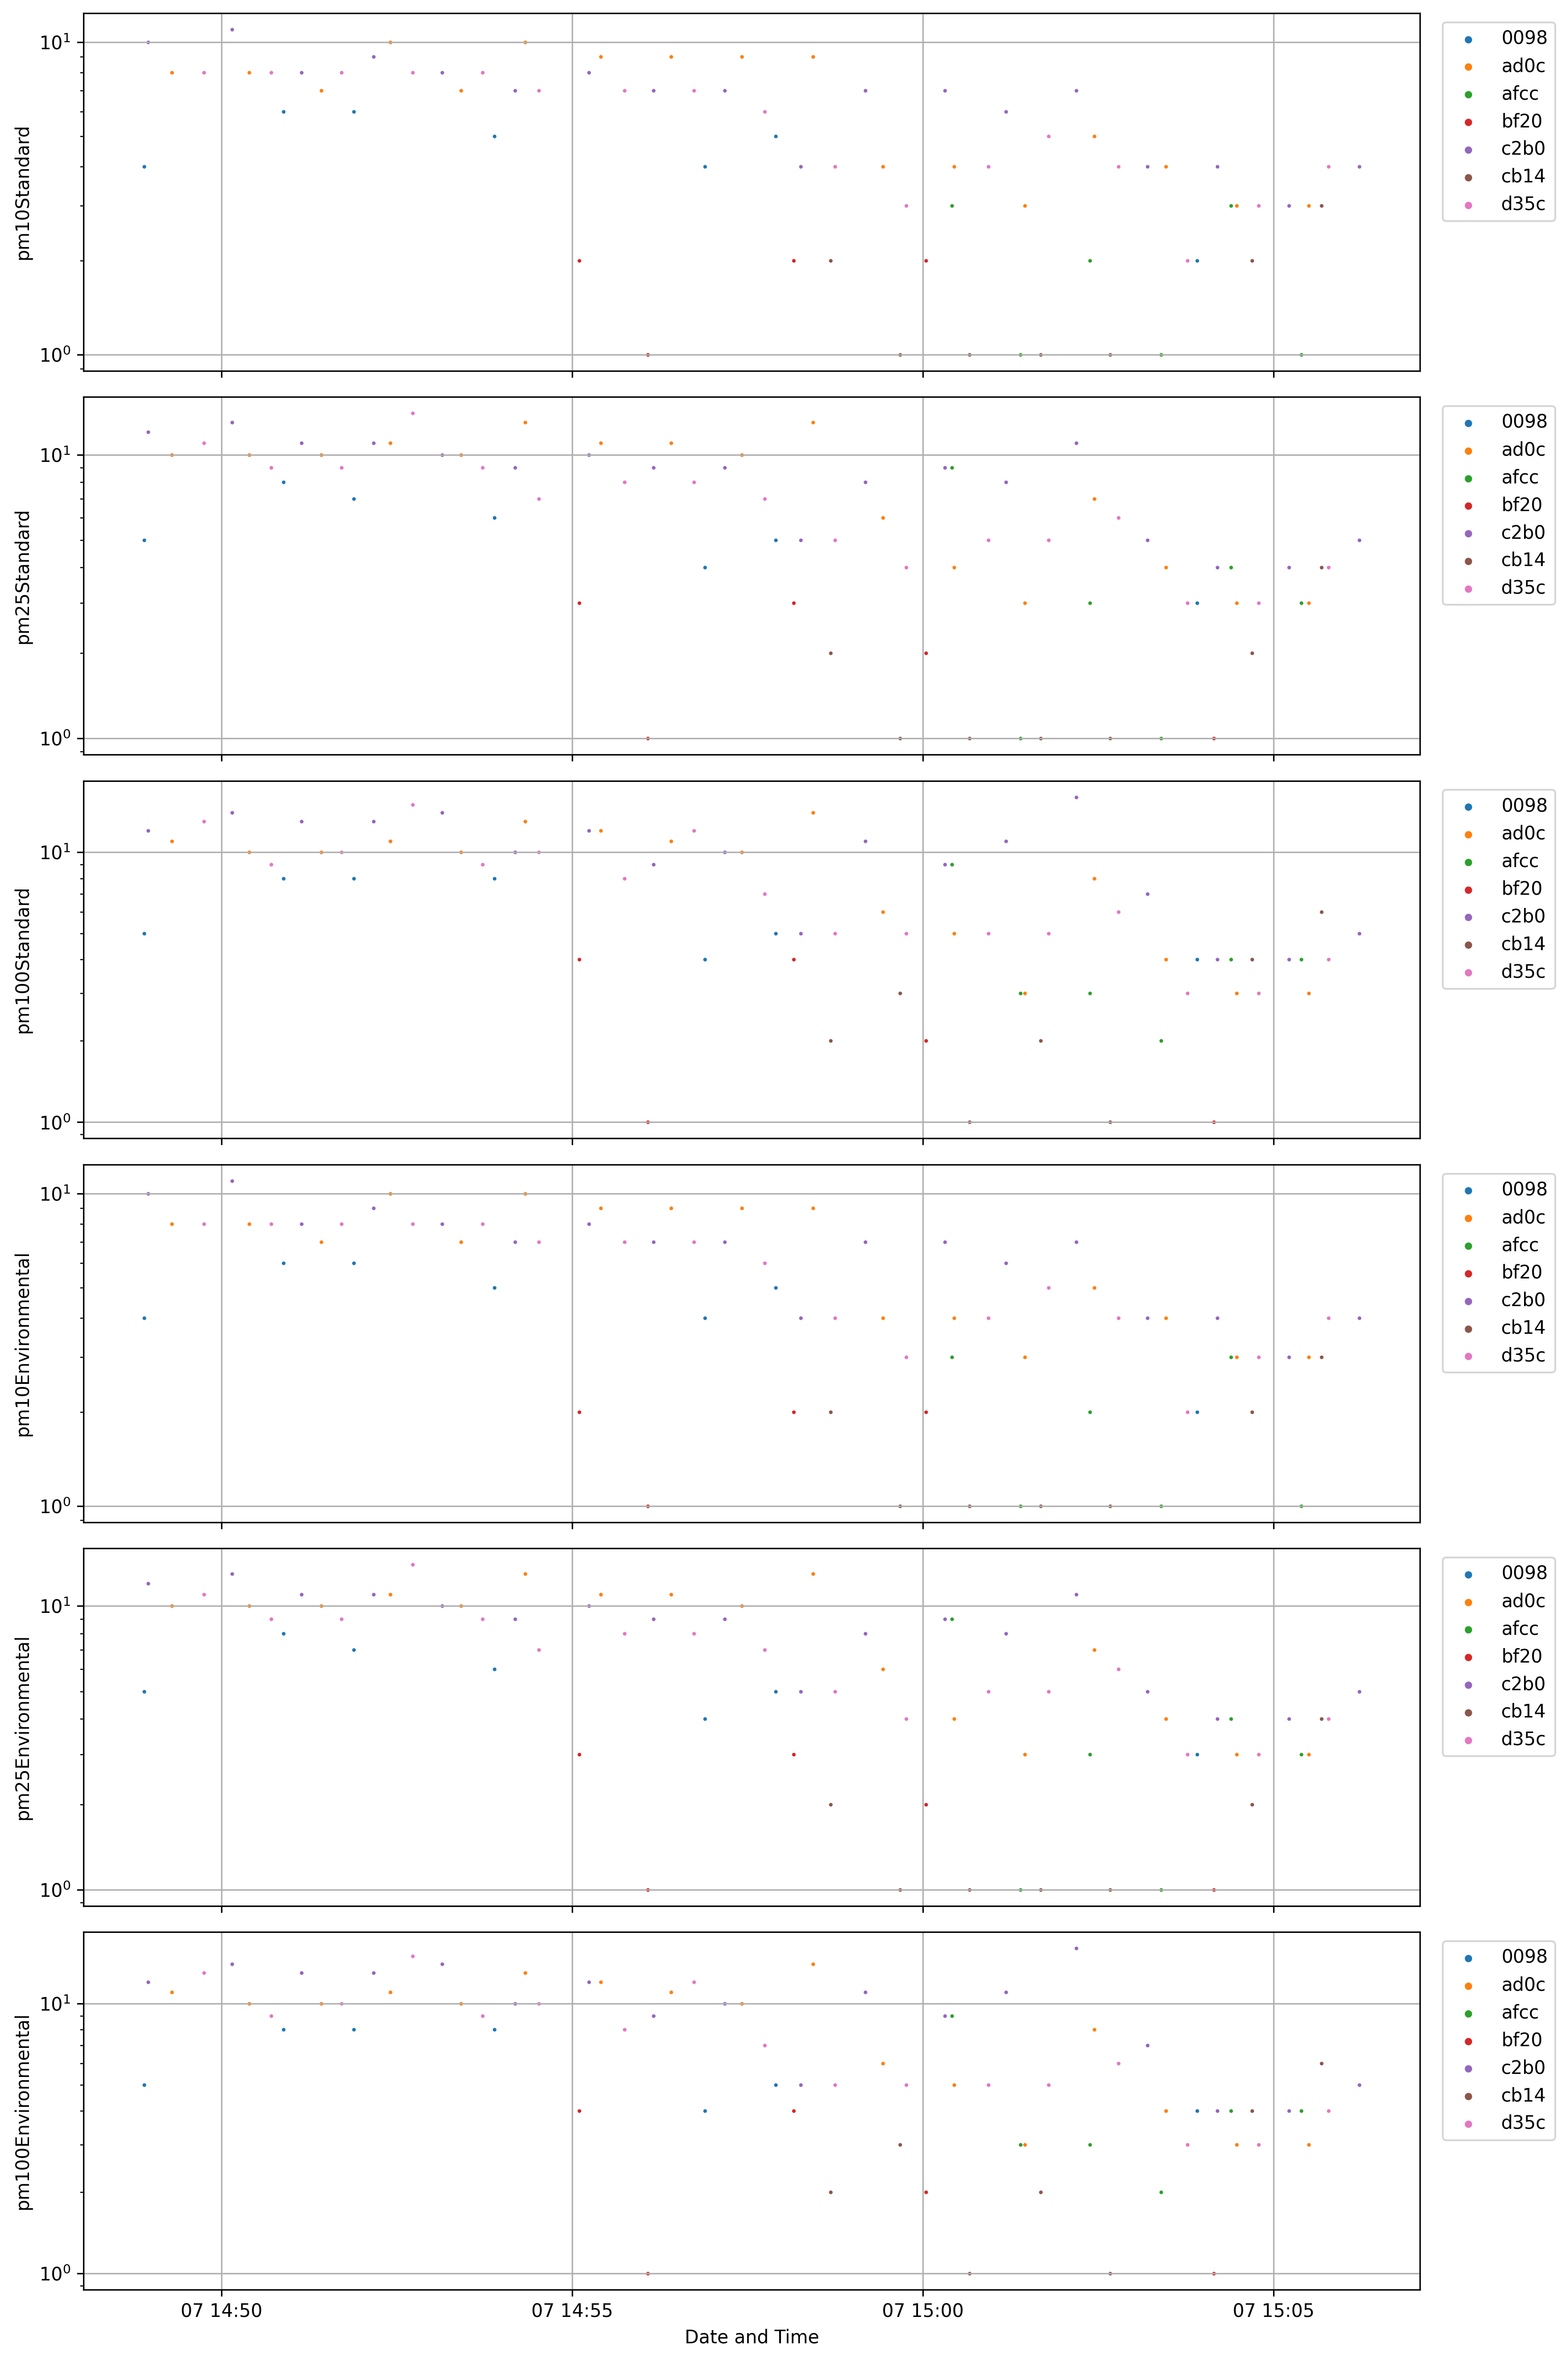 pm10Standard
10¹
10⁰
0098
ad0c
afcc
bf20
c2b0
cb14
d35c
pm25Standard
10¹
10⁰
0098
ad0c
afcc
bf20
c2b0
cb14
d35c
pm100Standard
10¹
10⁰
0098
ad0c
afcc
bf20
c2b0
cb14
d35c
pm10Environmental
10¹
10⁰
0098
ad0c
afcc
bf20
c2b0
cb14
d35c
pm25Environmental
10¹
10⁰
0098
ad0c
afcc
bf20
c2b0
cb14
d35c
pm100Environmental
10¹
10⁰
0098
ad0c
afcc
bf20
c2b0
cb14
d35c
07 14:50 07 14:55 07 15:00 07 15:05
Date and Time